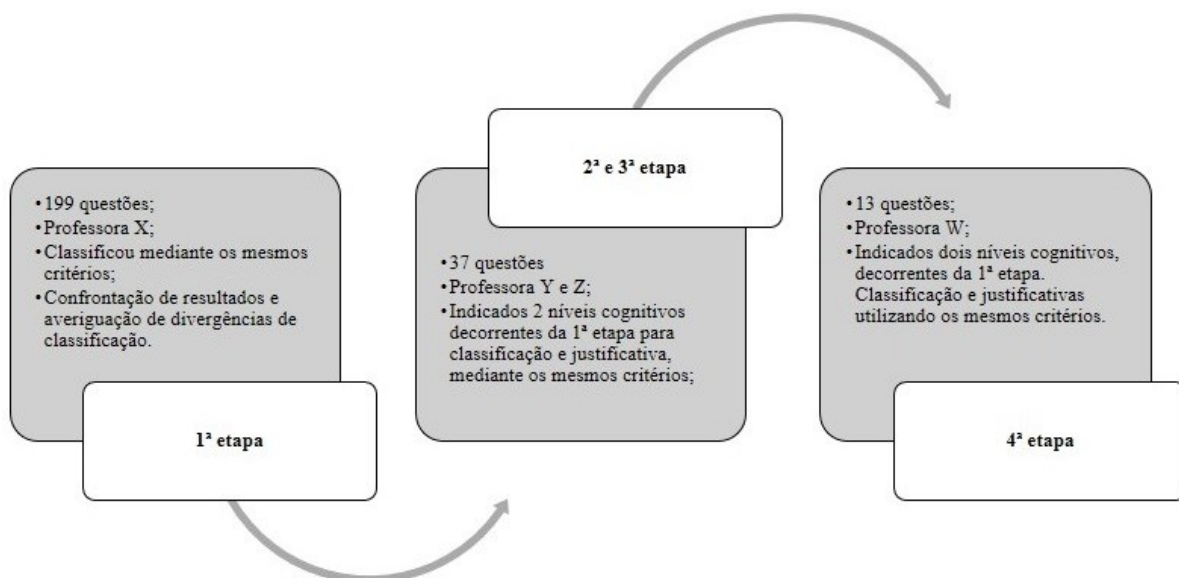 •199 questões;
•Professora X;
•Classificou mediante os mesmos
critérios;
•Confrontação de resultados e
averiguação de divergências de
classificação.
1ª etapa
2ª e 3ª etapa
•37 questões
•Professora Y e Z;
•Indicados 2 níveis cognitivos
decorrentes da 1ª etapa para
classificação e justificativa,
mediante os mesmos critérios;
•13 questões;
•Professora W;
•Indicados dois níveis cognitivos,
decorrentes da 1ª etapa.
Classificação e justificativas
utilizando os mesmos critérios.
4ª etapa